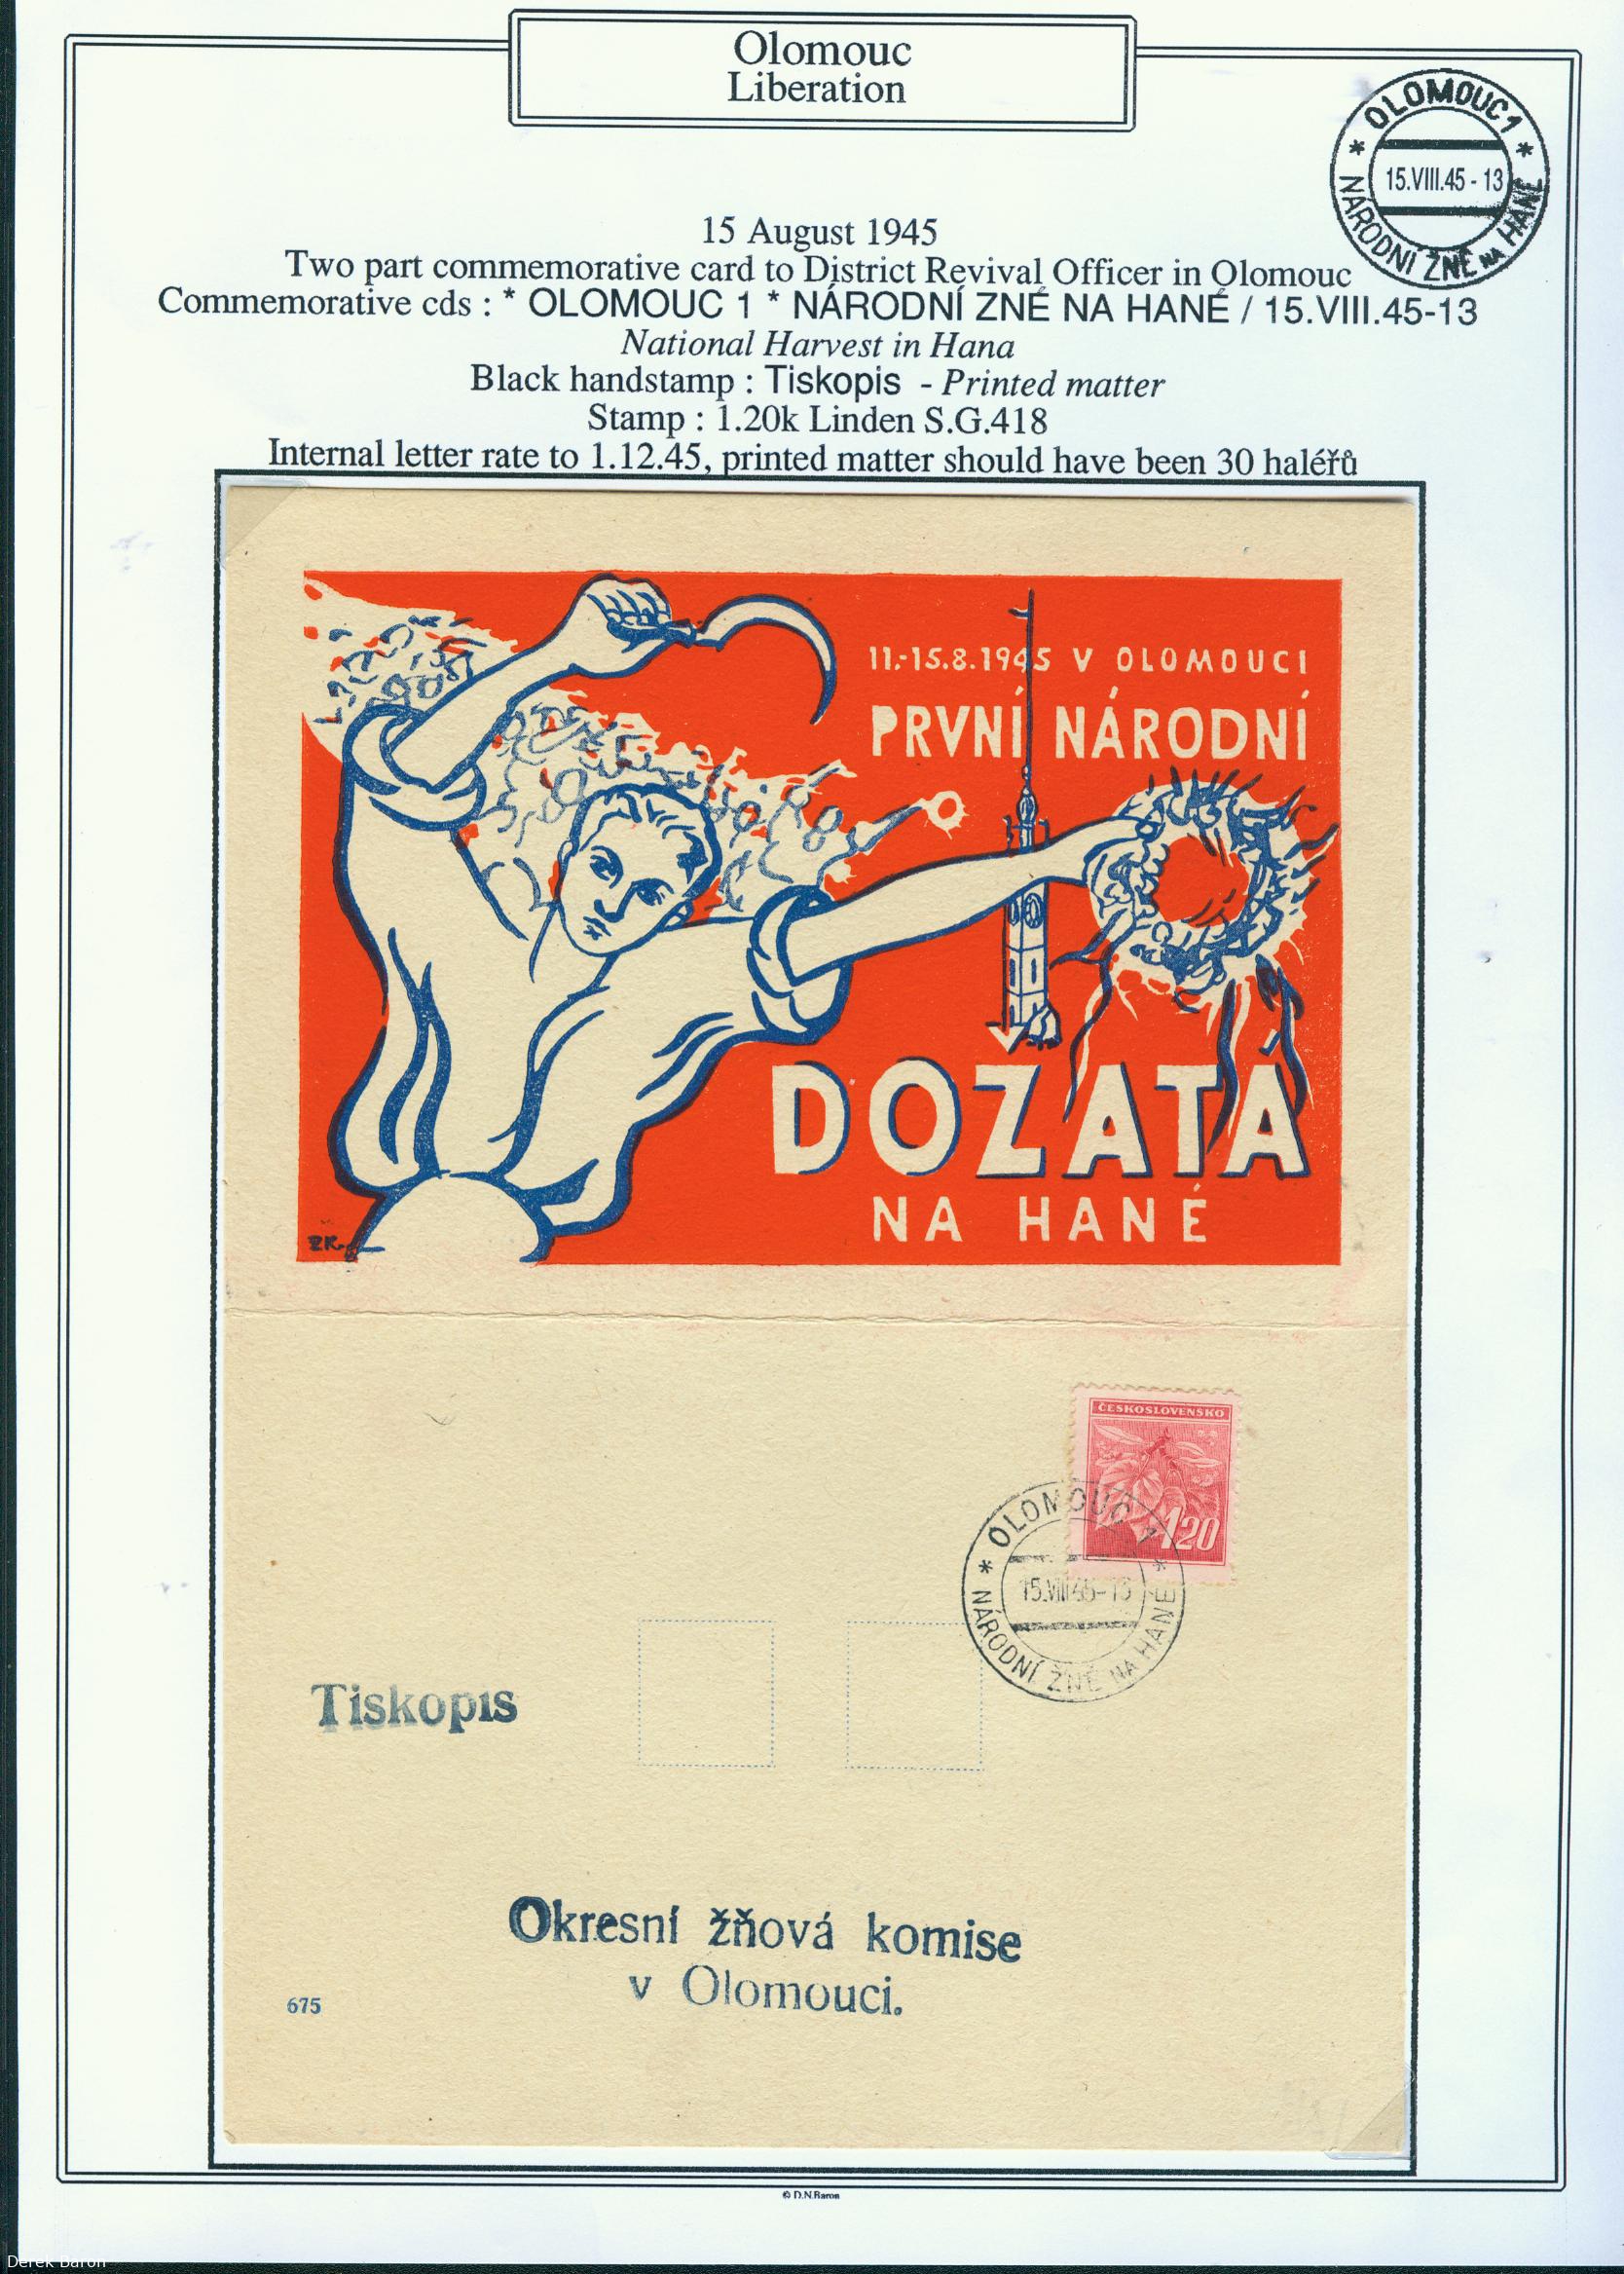 Olomouc
Liberation
* OLOMOUC 1 *
15.VIII.45 - 13
NÁRODNÍ ŽNĚ NA HANÉ
15 August 1945
Two part commemorative card to District Revival Officer in Olomouc
Commemorative cds : * OLOMOUC 1 * NÁRODNÍ ZNÉ NA HANÉ / 15.VIII.45-13
National Harvest in Hana
Black handstamp : Tiskopis - Printed matter
Stamp : 1.20k Linden S.G.418
Internal letter rate to 1.12.45, printed matter should have been 30 haléřů
11.-15.8.1945 V OLOMOUCI
PRVNÍ NÁRODNÍ
DOZATÁ
NA HANÉ
ŽK
ČESKOSLOVENSKO
1.20
* OLOMOUC 1 *
15.VIII.45-13
NÁRODNÍ ŽNĚ NA HANÉ
Tiskopis
Okresní žňová komise
v Olomouci.
675
© D.N.Baron
Derek Baron